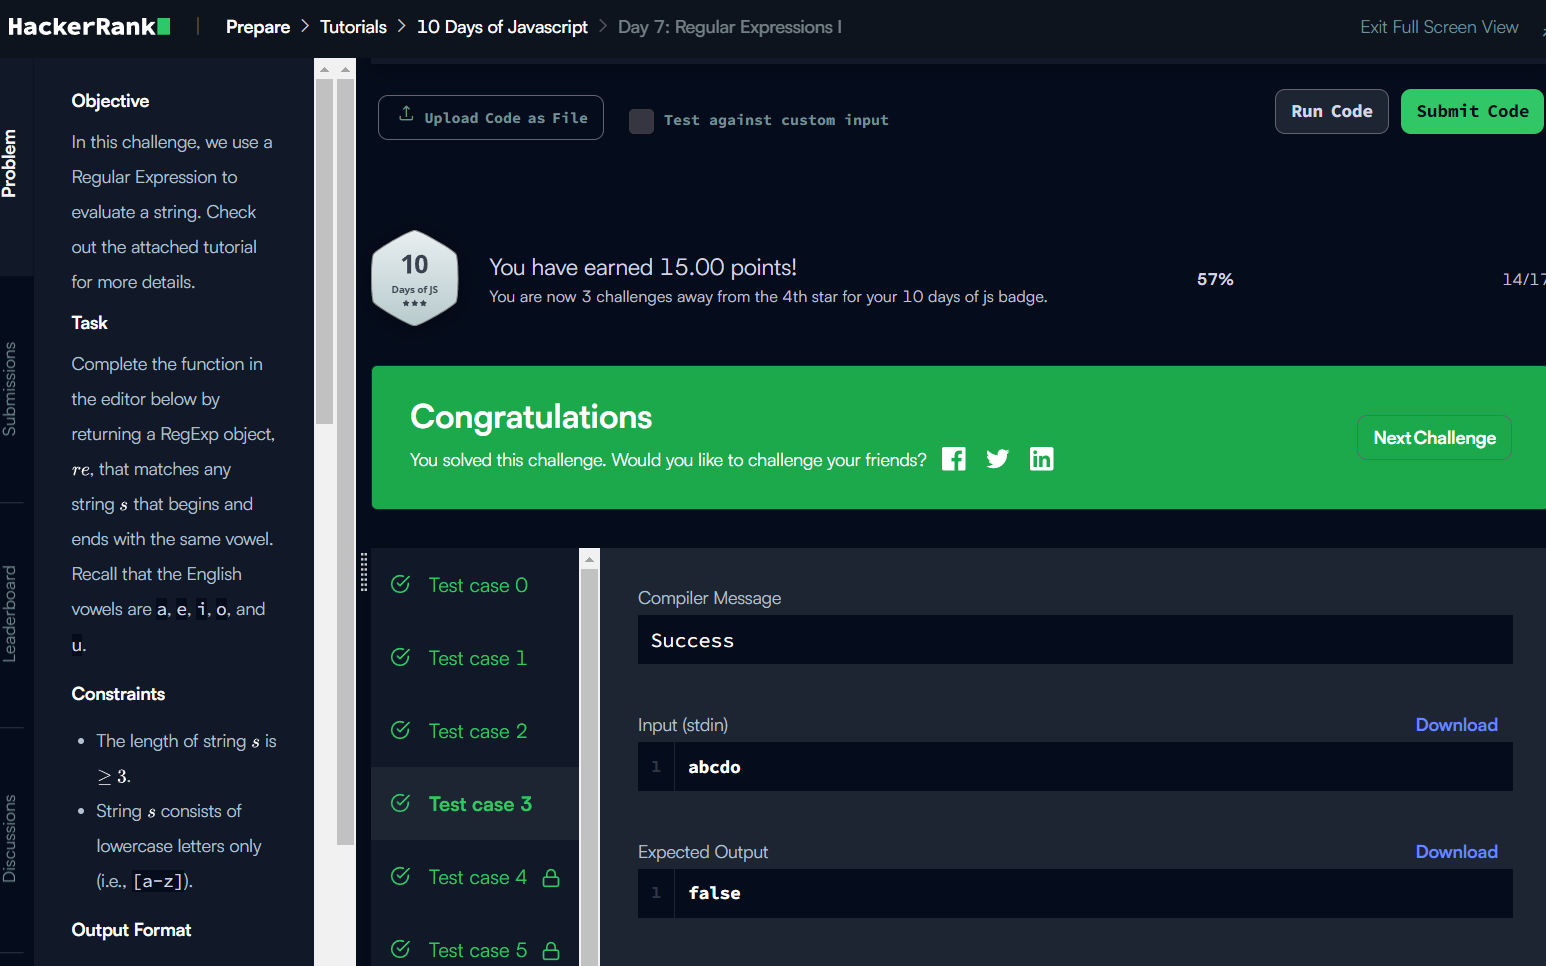 HackerRank
Prepare > Tutorials > 10 Days of Javascript > Day 7: Regular Expressions I
Exit Full Screen View
Problem
Submissions
Leaderboard
Discussions
Objective
In this challenge, we use a
Regular Expression to
evaluate a string. Check
out the attached tutorial
for more details.
Task
Complete the function in
the editor below by
returning a RegExp object,
re, that matches any
string s that begins and
ends with the same vowel.
Recall that the English
vowels are a, e, i, o, and
u.
Constraints
• The length of string s is
≥ 3.
• String s consists of
lowercase letters only
(i.e., [a-z]).
Output Format
Upload Code as File
Test against custom input
Run Code
Submit Code
10
Days of JS
You have earned 15.00 points!
You are now 3 challenges away from the 4th star for your 10 days of js badge.
57%
14/17
Congratulations
You solved this challenge. Would you like to challenge your friends?
Next Challenge
Test case 0
Test case 1
Test case 2
Test case 3
Test case 4
Test case 5
Compiler Message
Success
Input (stdin)
Download
1 abcdo
Expected Output
Download
1 false